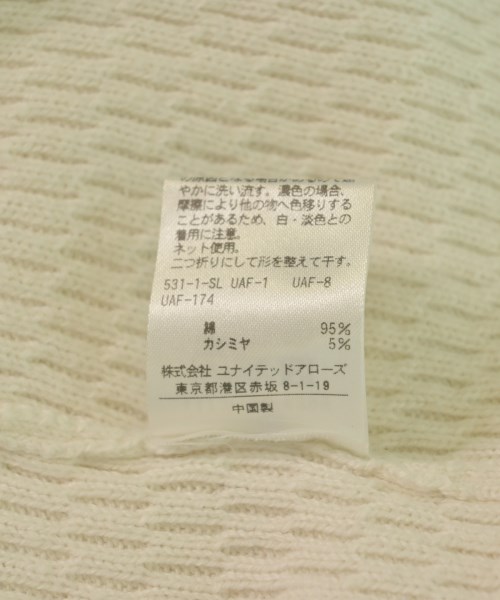 やかに洗い流す。濃色の場合、
摩擦により他の物へ色移りする
ことがあるため、白・淡色との
着用に注意。
ネット使用。
二つ折りにして形を整えて干す。
531-1-SL UAF-1 UAF-8
UAF-174
綿 95%
カシミヤ 5%
株式会社 ユナイテッドアローズ
東京都港区赤坂 8-1-19
中国製